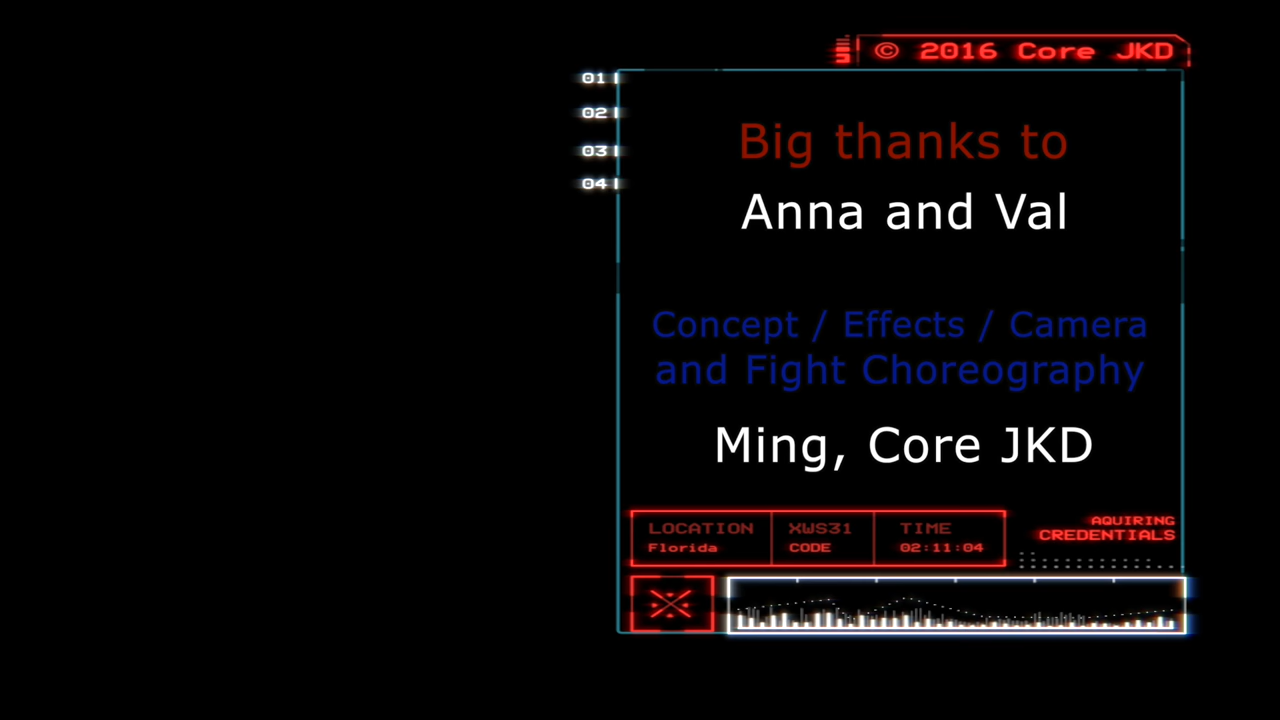 © 2016 Core JKD
01
02
03
04
Big thanks to
Anna and Val
Concept / Effects / Camera
and Fight Choreography
Ming, Core JKD
LOCATION
Florida
XWS31
CODE
TIME
02:11:04
AQUIRING
CREDENTIALS